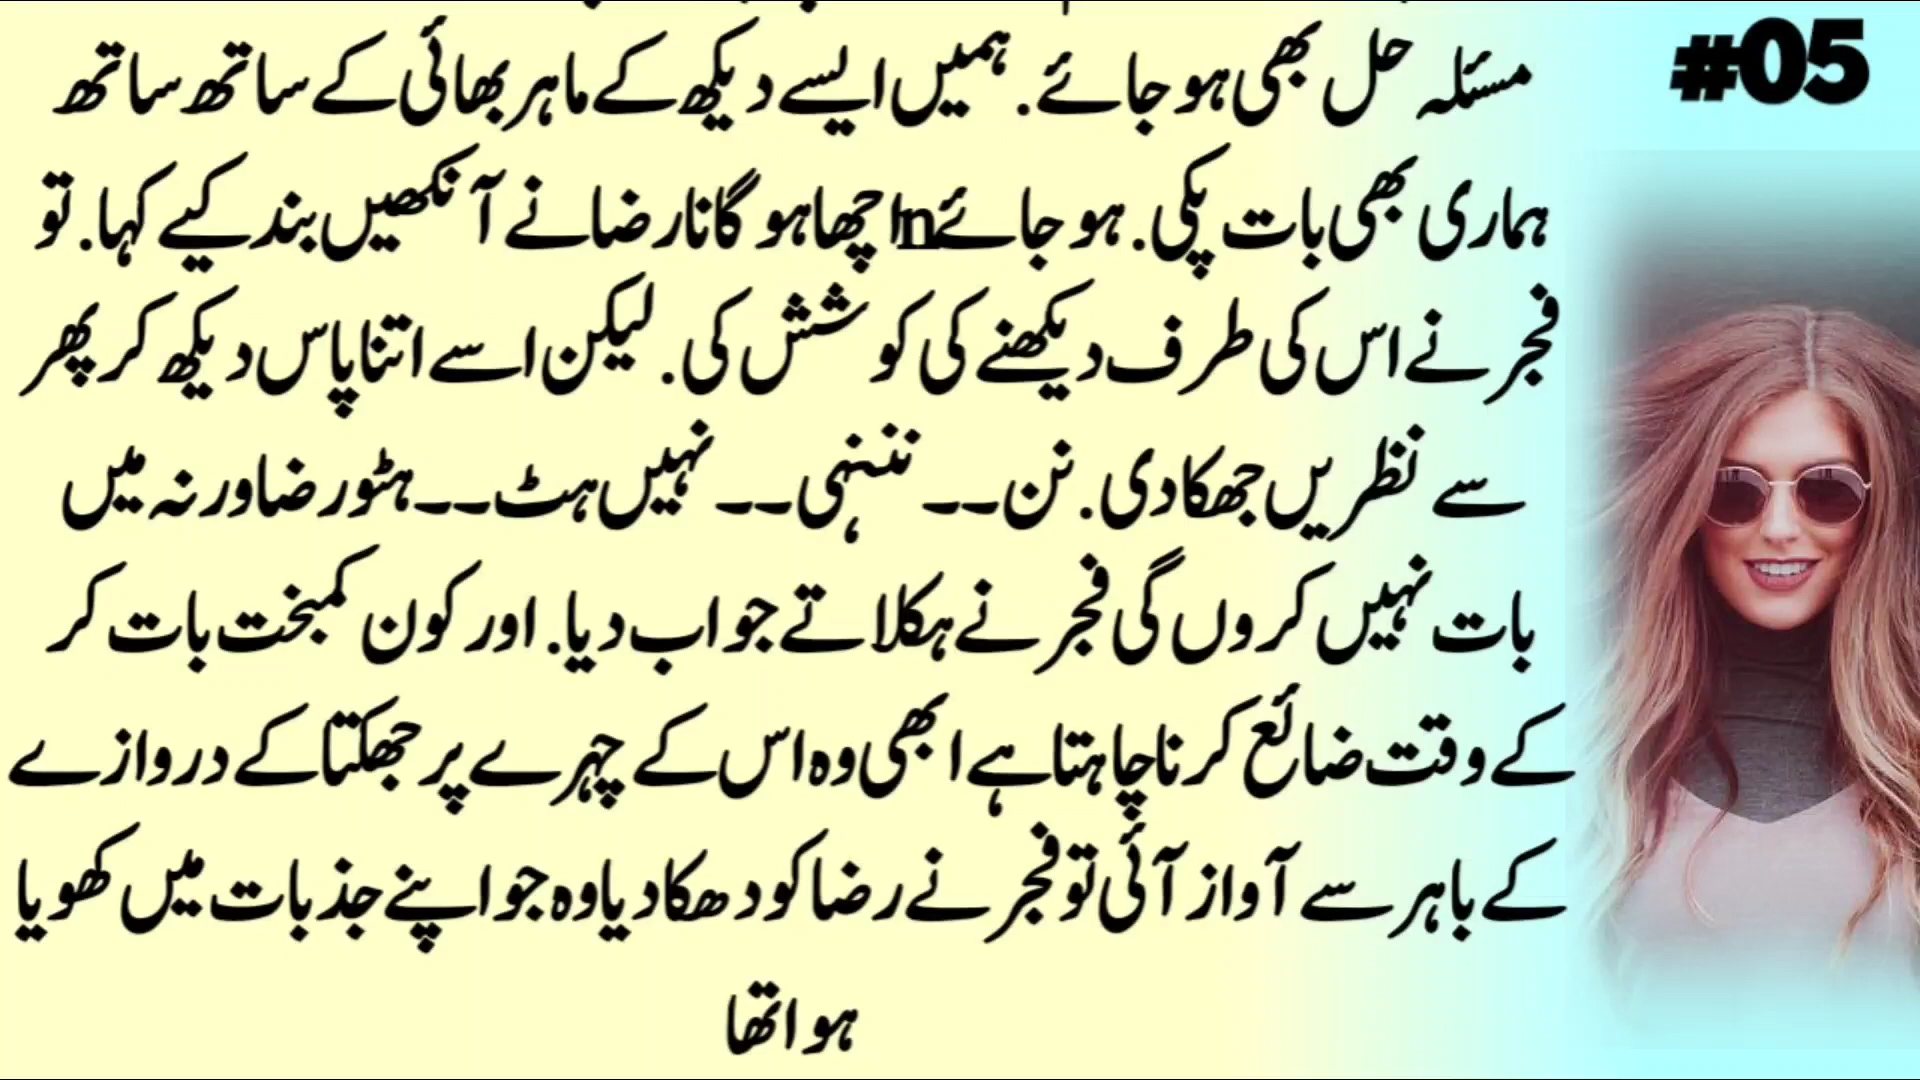 #05
مسئلہ حل بھی ہو جائے. ہمیں ایسے دیکھ کے ماہر بھائی کے ساتھ ساتھ
ہماری بھی بات پکی. ہو جائےnاچھا ہو گا نا رضا نے آنکھیں بند کیے کہا. تو
فجر نے اس کی طرف دیکھنے کی کوشش کی. لیکن اسے اتنا پاس دیکھ کر پھر
سے نظریں جھکا دی. نن-- ننہی-- نہیں ہٹ-- ہٹو رضا ورنہ میں
بات نہیں کروں گی فجر نے ہکلاتے جواب دیا. اور کون کمبخت بات کر
کے وقت ضائع کرنا چاہتا ہے ابھی وہ اس کے چہرے پر جھکتا کے دروازے
کے باہر سے آواز آئی تو فجر نے رضا کو دھکا دیا وہ جو اپنے جذبات میں کھویا
ہوا تھا